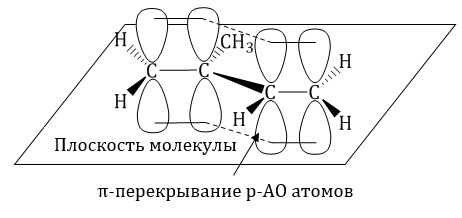 H CH₃ H
C C C C
H H H
Плоскость молекулы
π-перекрывание p-АО атомов